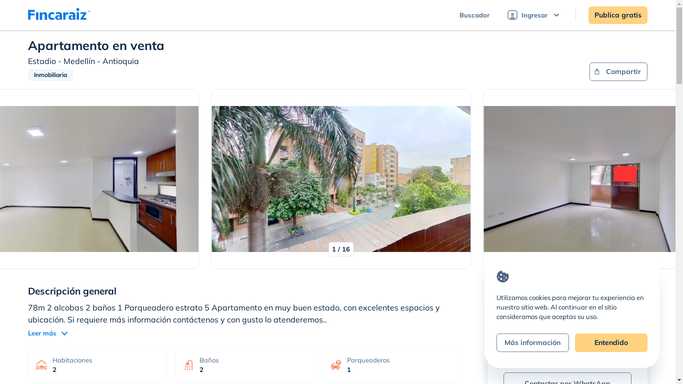 Fincaraiz
Buscador
Ingresar
Publica gratis
Apartamento en venta
Estadio - Medellín - Antioquia
Inmobiliaria
Compartir
1 / 16
Descripción general
78m 2 alcobas 2 baños 1 Parqueadero estrato 5 Apartamento en muy buen estado, con excelentes espacios y
ubicación. Si requiere más información contáctenos y con gusto lo atenderemos..
Leer más
Habitaciones
2
Baños
2
Parqueaderos
1
Utilizamos cookies para mejorar tu experiencia en
nuestro sitio web. Al continuar en el sitio
consideramos que aceptas su uso.
Más información
Entendido
Contactar por WhatsApp